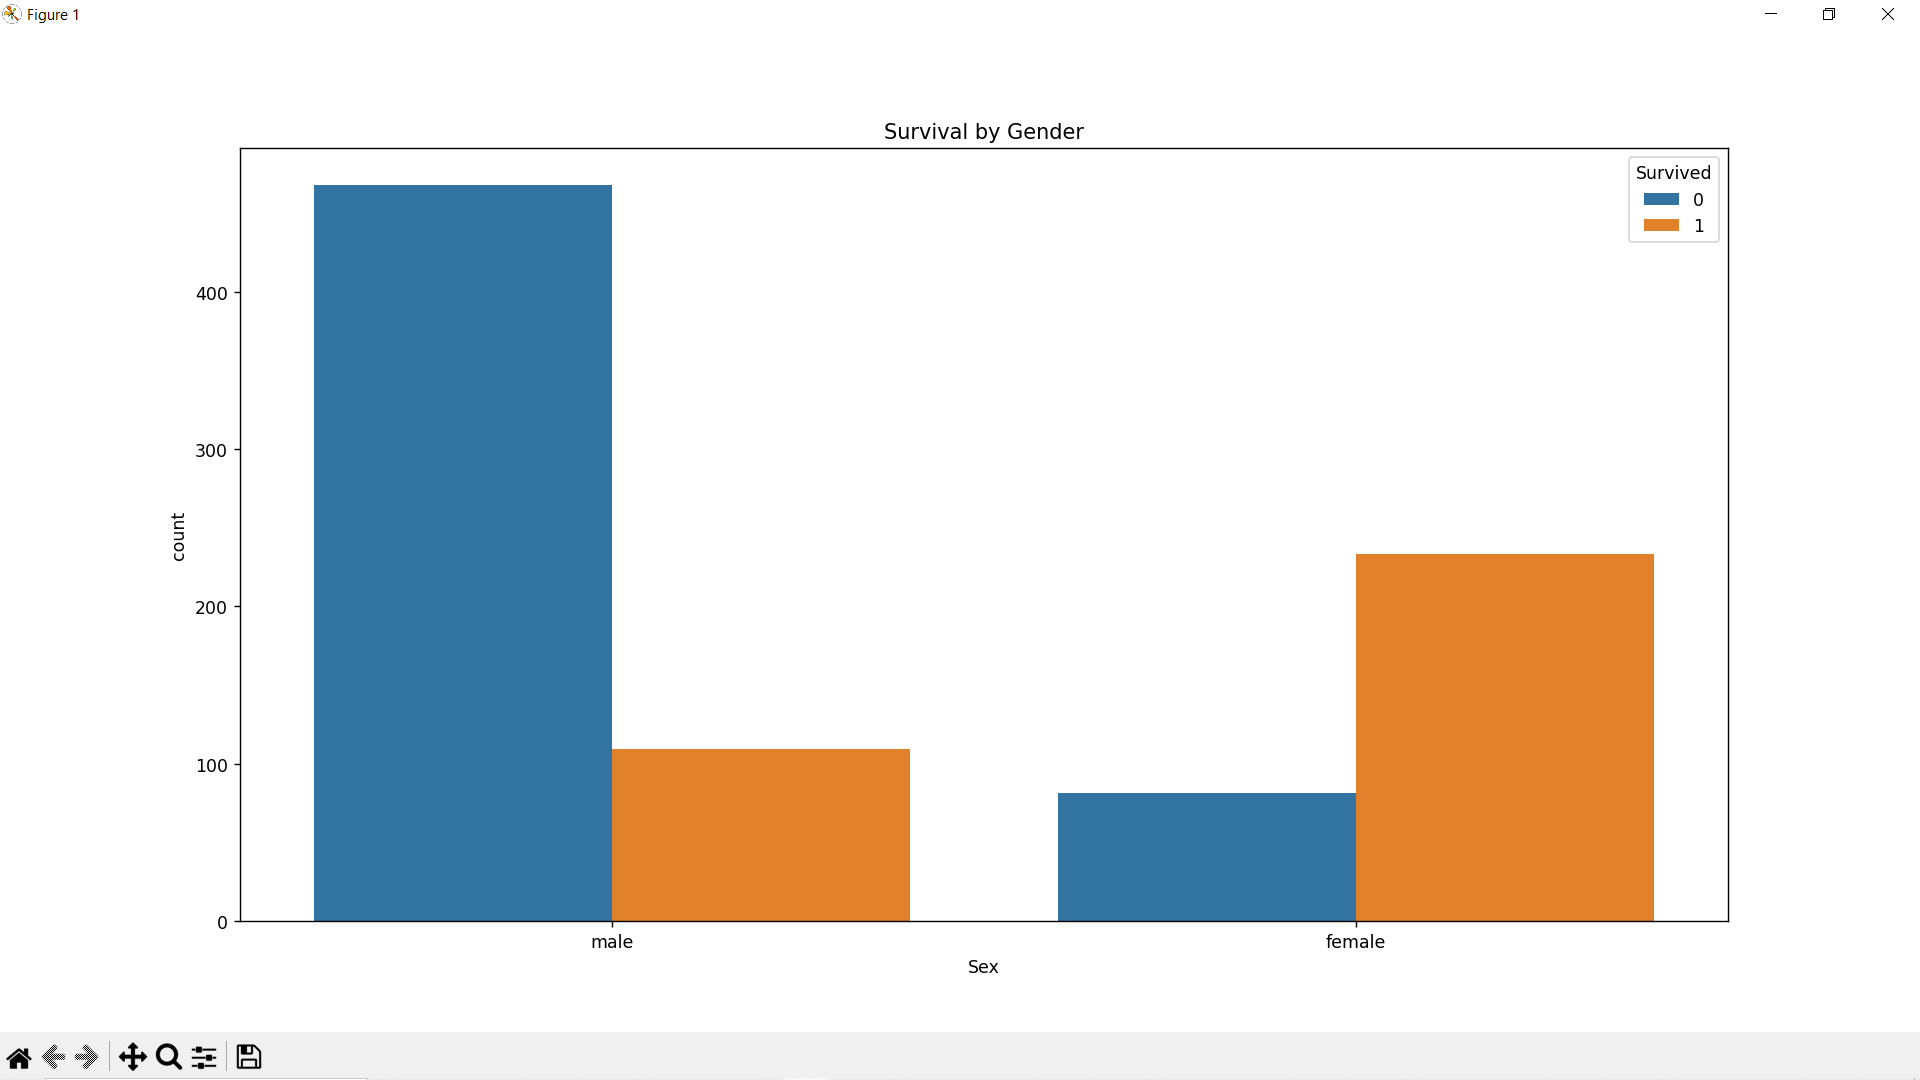 Figure 1
Survival by Gender
Survived
0
1
400
300
200
100
0
count
male
female
Sex